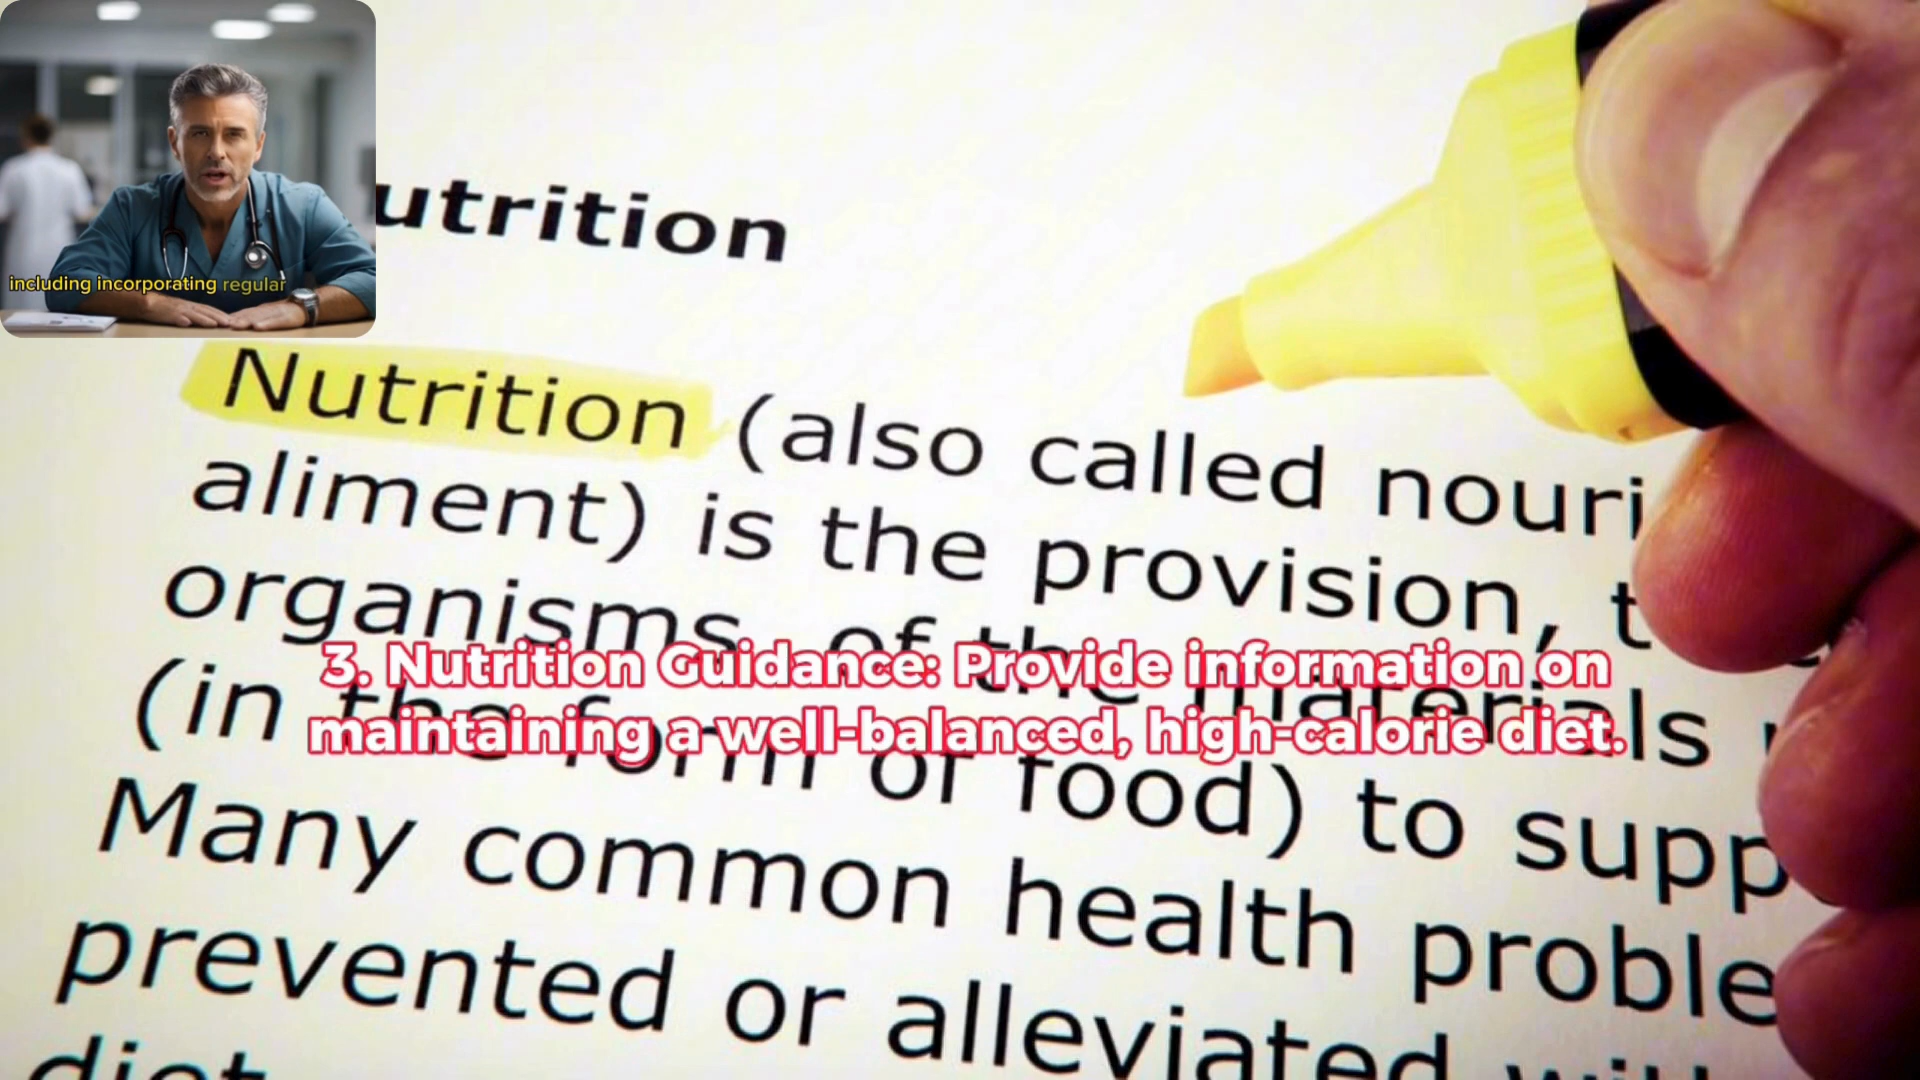 including incorporating regular
utrition
Nutrition (also called nouri
aliment) is the provision, t
organisms, of the materials
(in the form of food) to supp
3. Nutrition Guidance: Provide information on
maintaining a well-balanced, high-calorie diet.
Many common health proble
prevented or alleviated with
diet